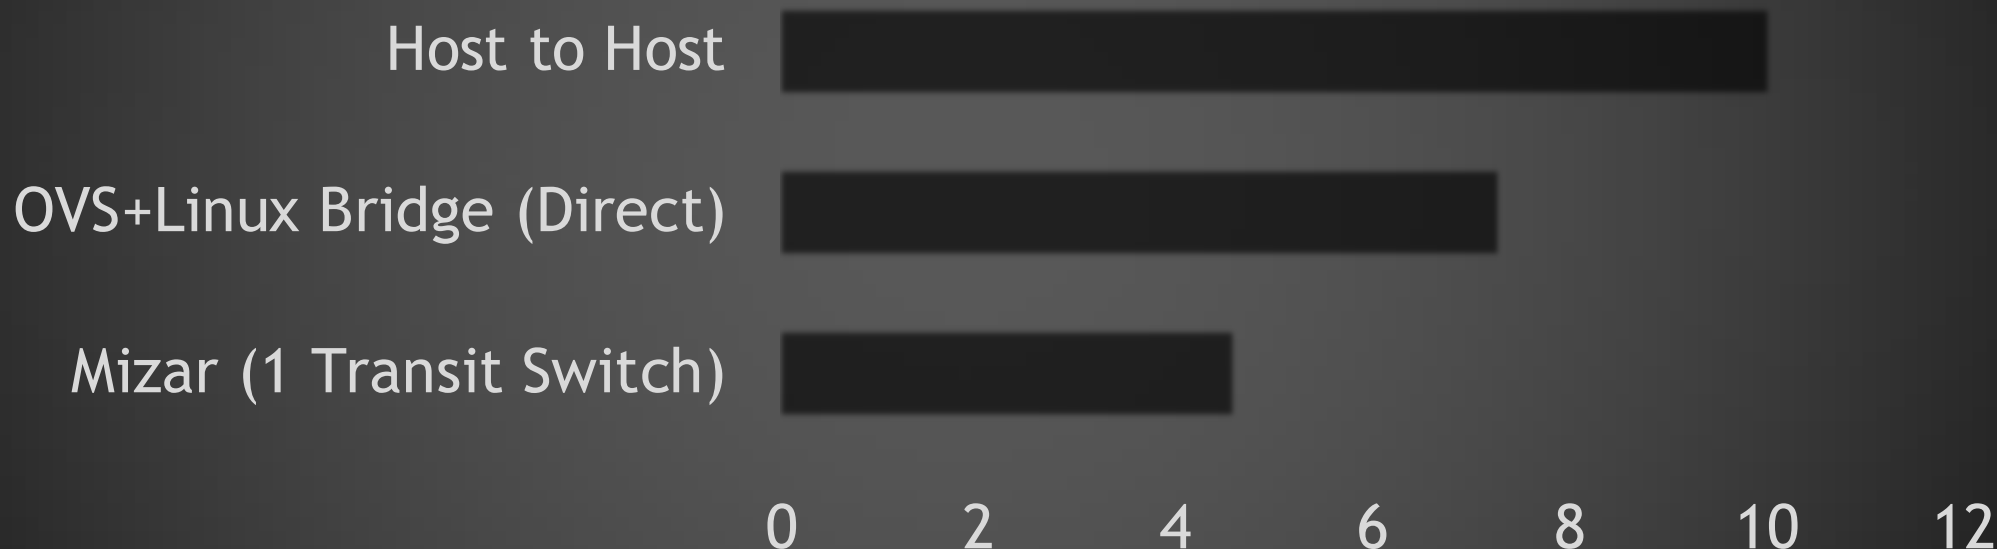 Host to Host
OVS+Linux Bridge (Direct)
Mizar (1 Transit Switch)
0 2 4 6 8 10 12